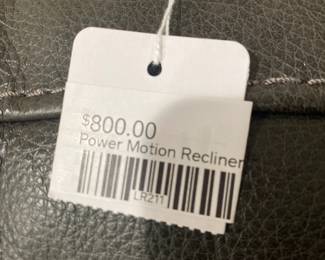 $800.00
Power Motion Recliner
LR211